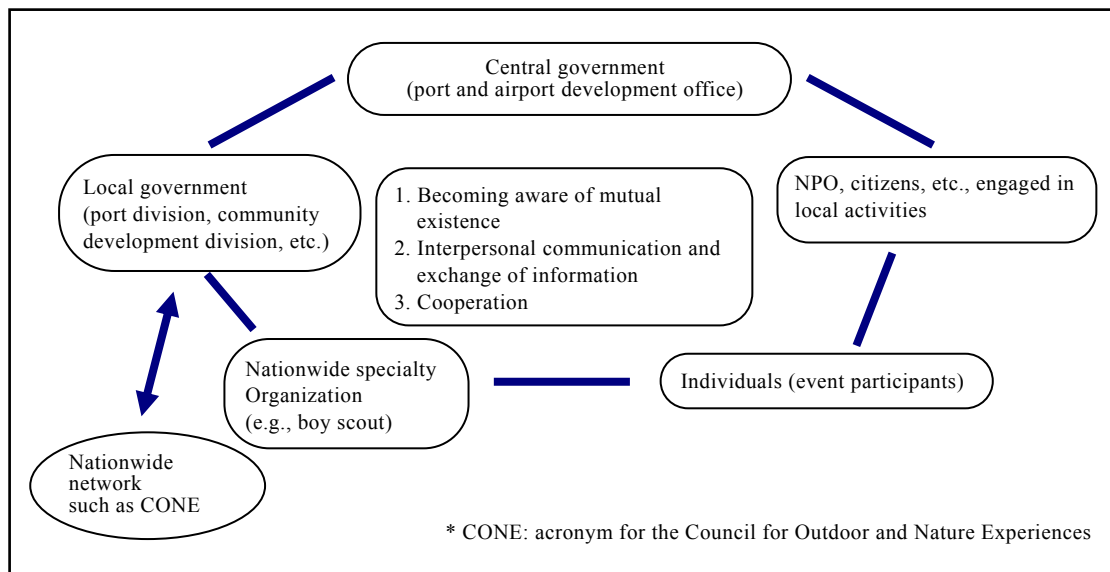 Central government
(port and airport development office)
Local government
(port division, community
development division, etc.)
1. Becoming aware of mutual
existence
2. Interpersonal communication and
exchange of information
3. Cooperation
NPO, citizens, etc., engaged in
local activities
Nationwide specialty
Organization
(e.g., boy scout)
Individuals (event participants)
Nationwide
network
such as CONE
* CONE: acronym for the Council for Outdoor and Nature Experiences